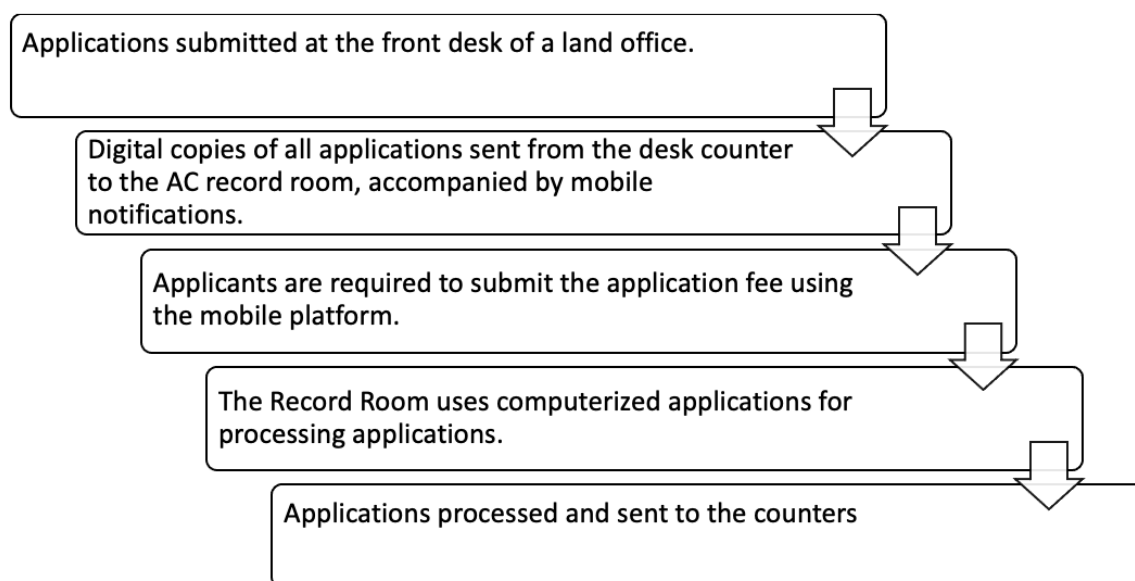 Applications submitted at the front desk of a land office.
Digital copies of all applications sent from the desk counter
to the AC record room, accompanied by mobile
notifications.
Applicants are required to submit the application fee using
the mobile platform.
The Record Room uses computerized applications for
processing applications.
Applications processed and sent to the counters